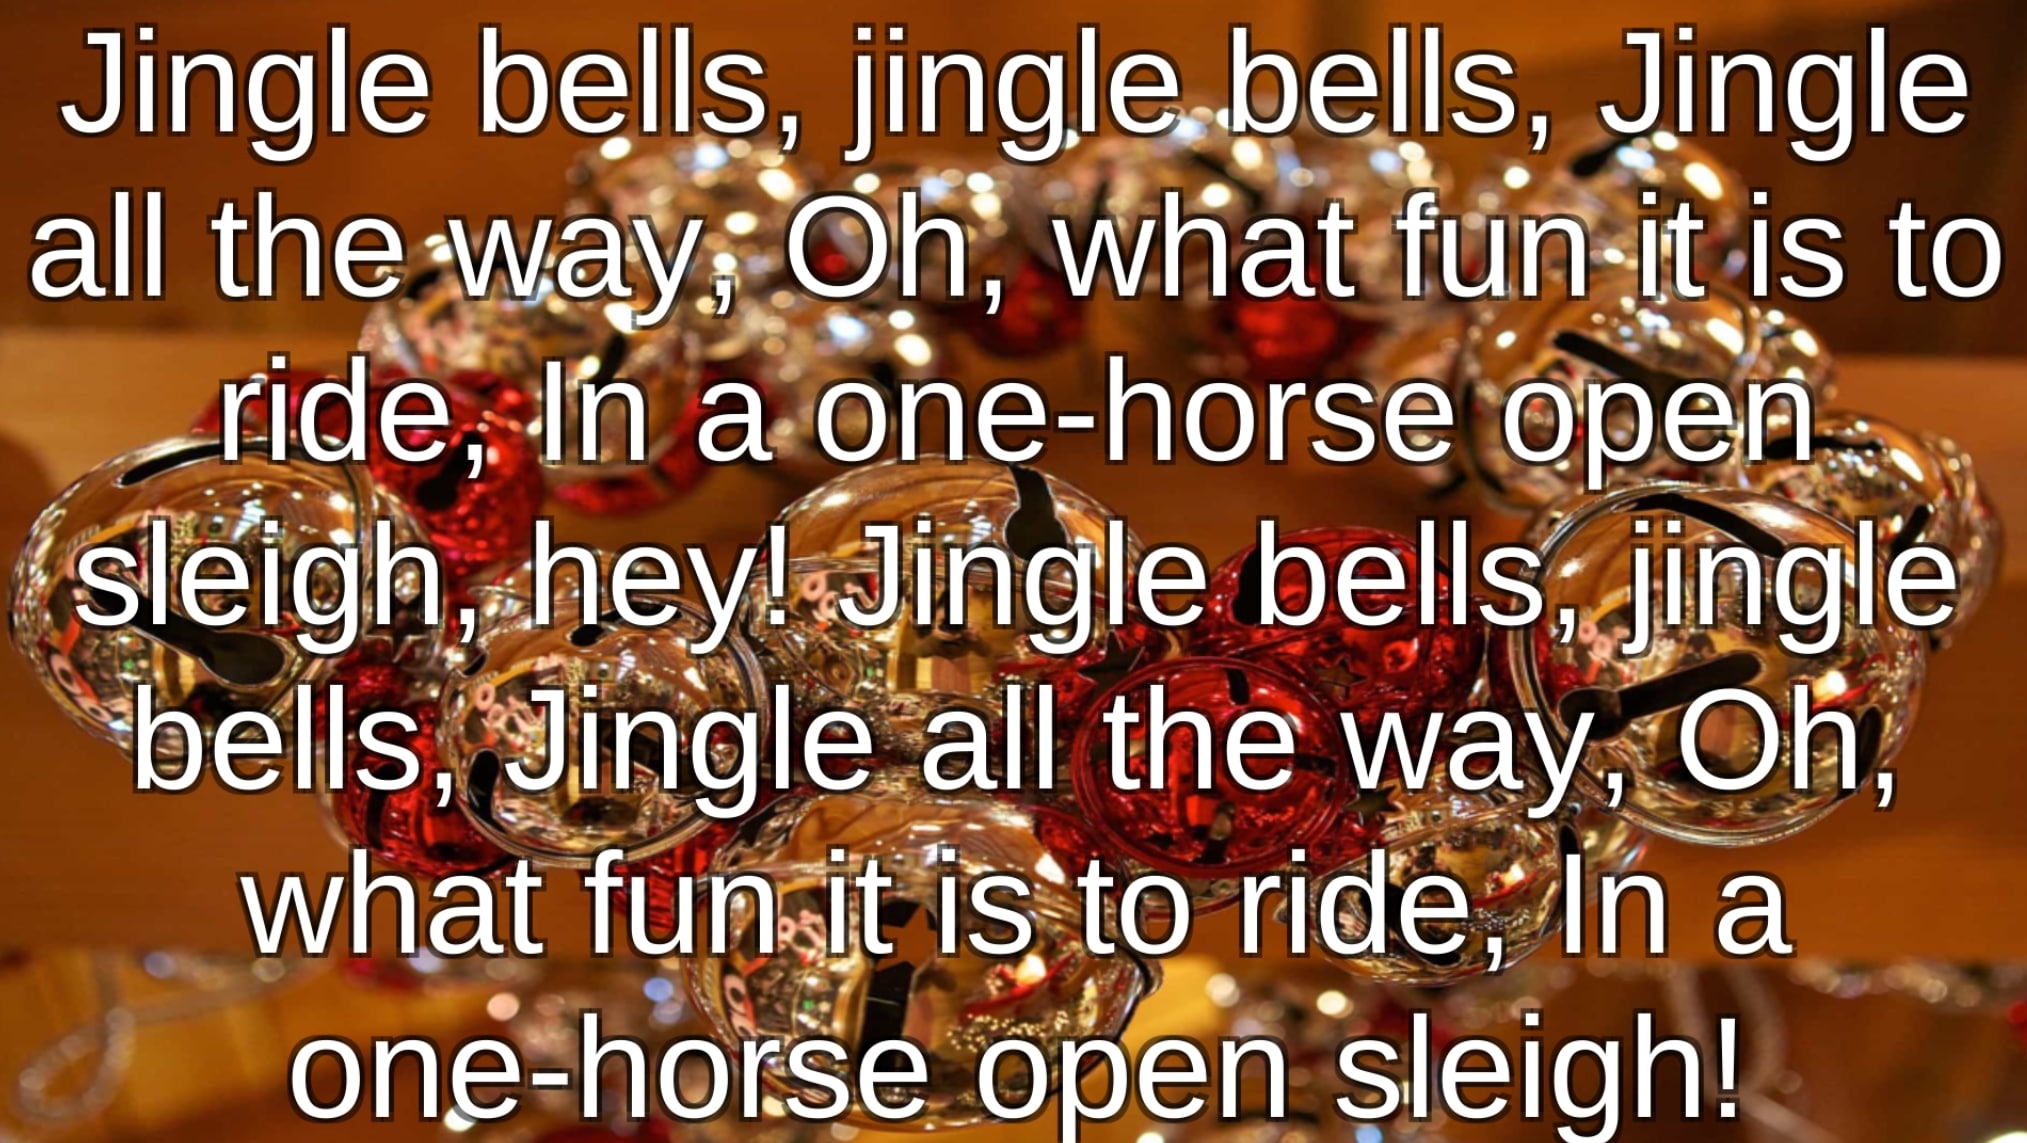 Jingle bells, jingle bells, Jingle
all the way, Oh, what fun it is to
ride, In a one-horse open
sleigh, hey! Jingle bells, jingle
bells, Jingle all the way, Oh,
what fun it is to ride, In a
one-horse open sleigh!